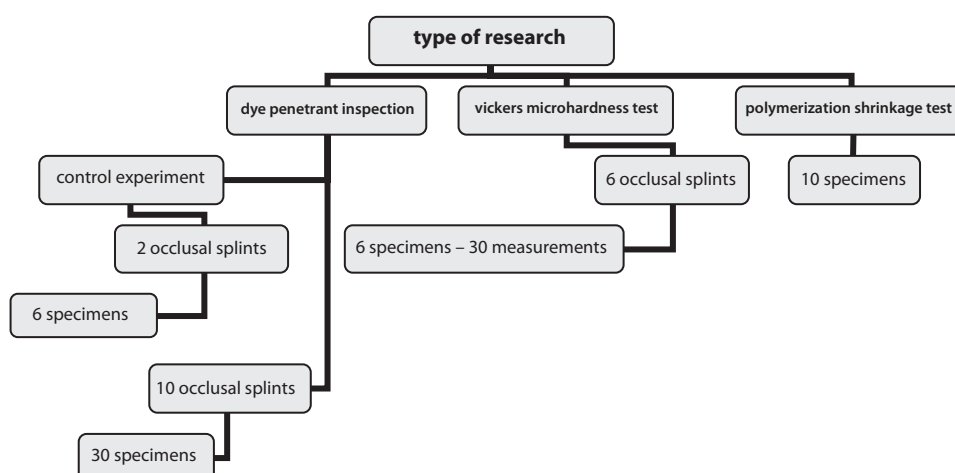 type of research
dye penetrant inspection
vickers microhardness test
polymerization shrinkage test
control experiment
6 occlusal splints
10 specimens
2 occlusal splints
6 specimens – 30 measurements
6 specimens
10 occlusal splints
30 specimens